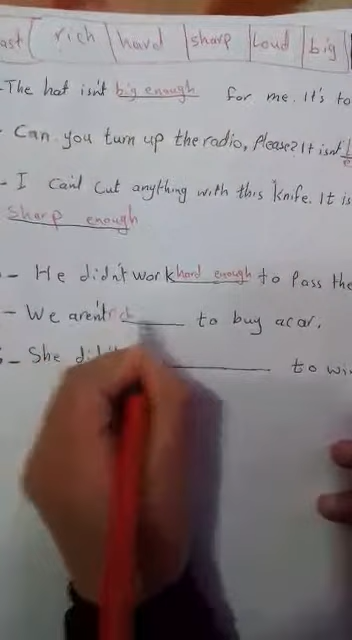 ast rich hard sharp loud big
- The hat isn't big enough for me. It's to
- Can you turn up the radio, please? It isn't
- I can't cut anything with this knife. It is
sharp enough
- He didn't work hard enough to pass the
- We aren't rich to buy a car.
- She to wi